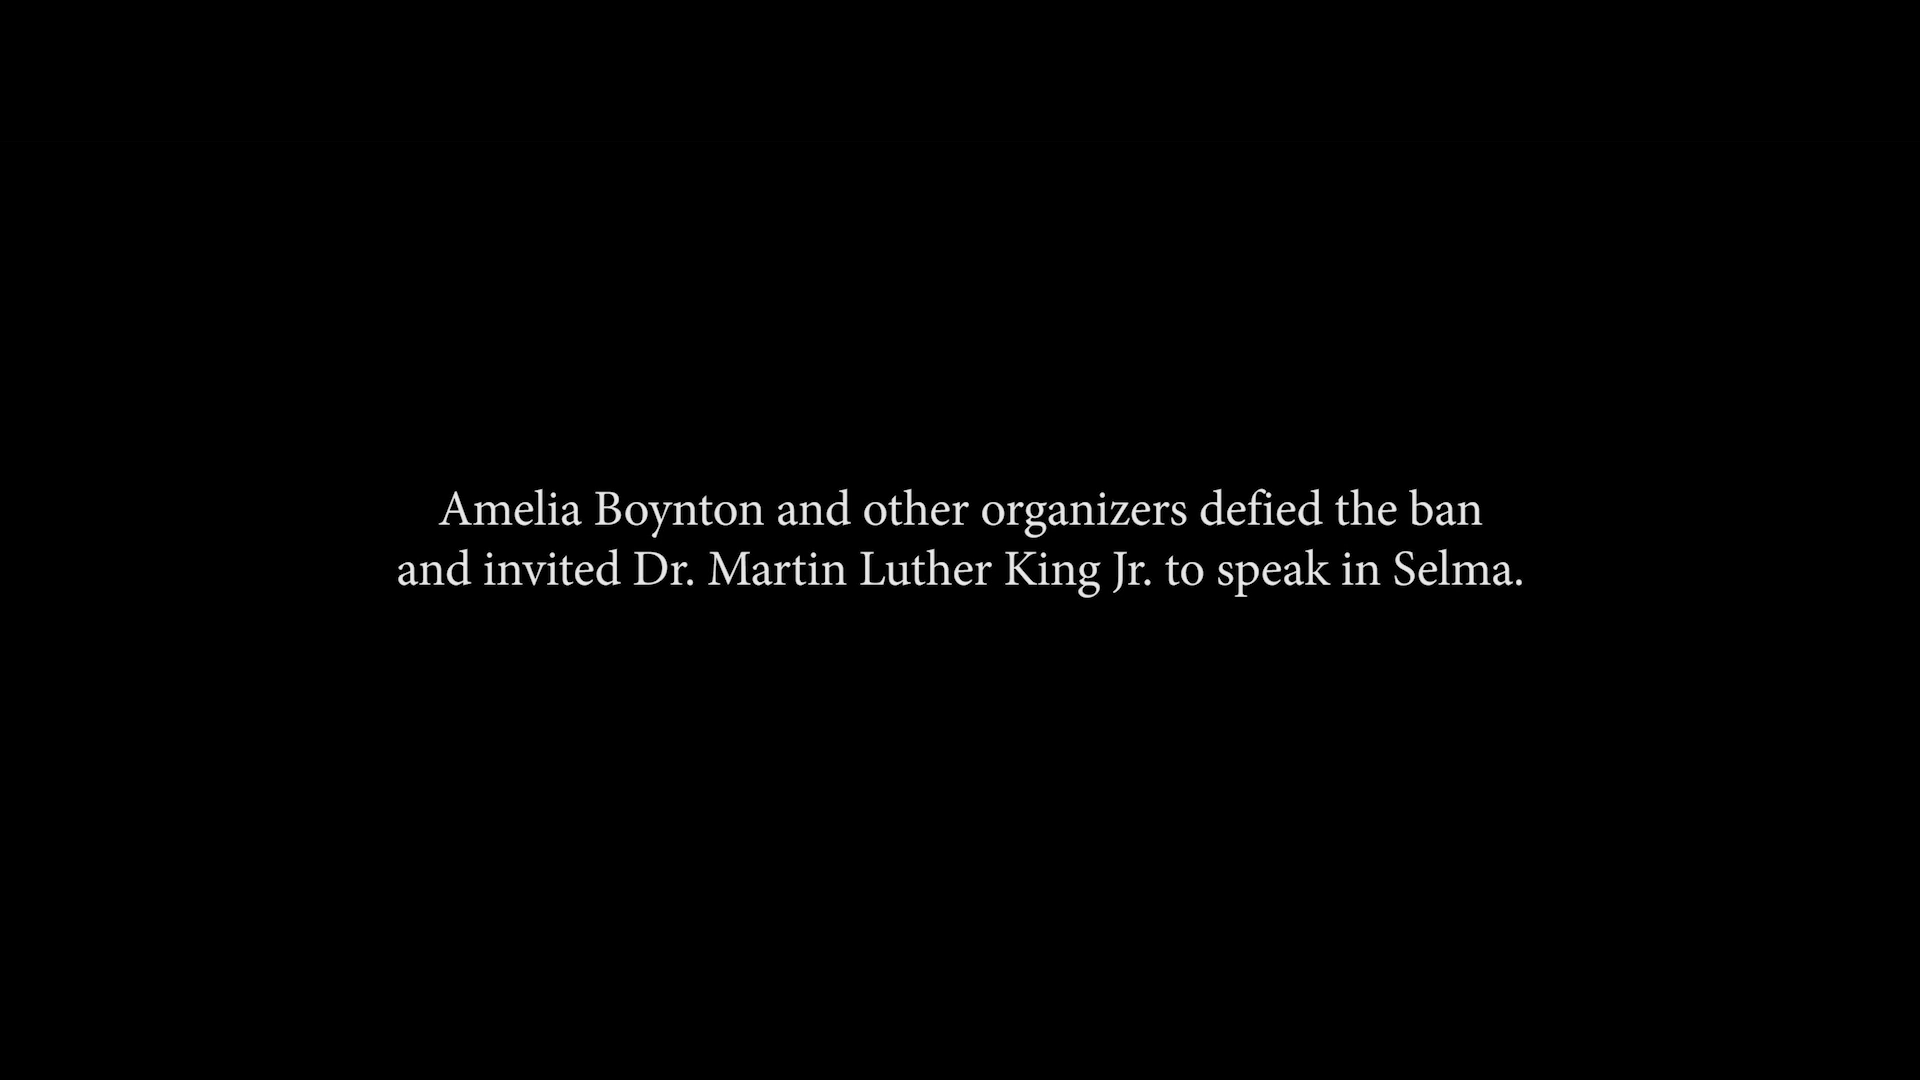 Amelia Boynton and other organizers defied the ban
and invited Dr. Martin Luther King Jr. to speak in Selma.